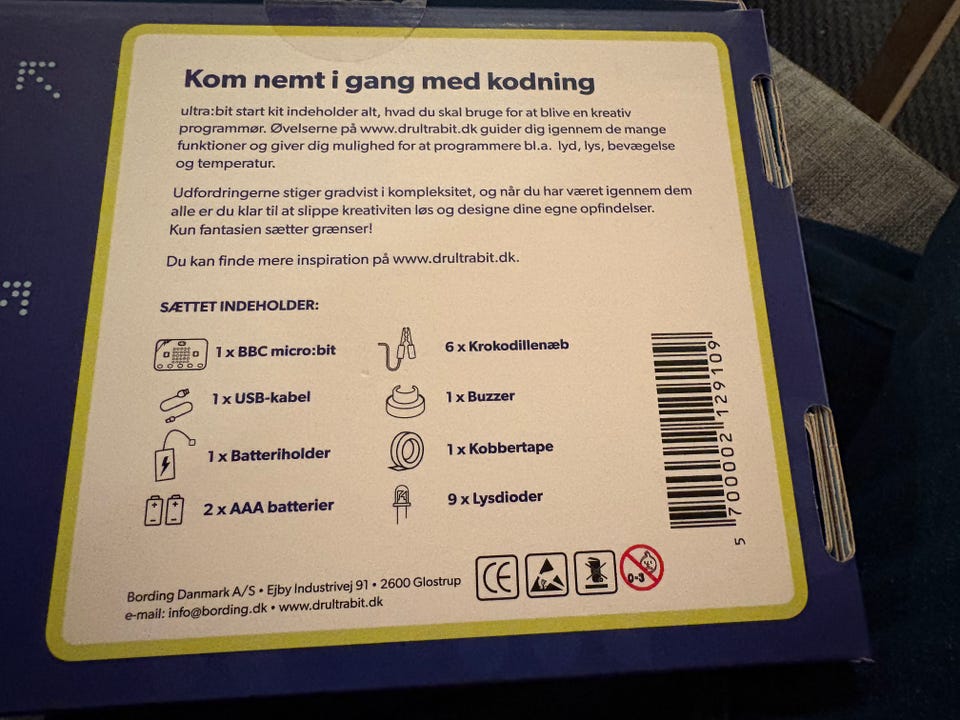 Kom nemt i gang med kodning
ultra:bit start kit indeholder alt, hvad du skal bruge for at blive en kreativ
programmør. Øvelserne på www.drultrabit.dk guider dig igennem de mange
funktioner og giver dig mulighed for at programmere bl.a. lyd, lys, bevægelse
og temperatur.
Udfordringerne stiger gradvist i kompleksitet, og når du har været igennem dem
alle er du klar til at slippe kreativiten løs og designe dine egne opfindelser.
Kun fantasien sætter grænser!
Du kan finde mere inspiration på www.drultrabit.dk.
SÆTTET INDEHOLDER:
1 x BBC micro:bit
1 x USB-kabel
1 x Batteriholder
2 x AAA batterier
6 x Krokodillenæb
1 x Buzzer
1 x Kobbertape
9 x Lysdioder
5 700002 129109
Bording Danmark A/S • Ejby Industrivej 91 • 2600 Glostrup
e-mail: info@bording.dk • www.drultrabit.dk
CE
0-3